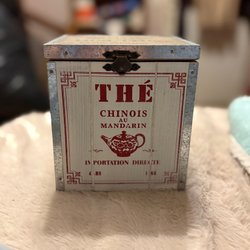 THÉ
CHINOIS
AU
MANDARIN
IMPORTATION DIRECTE